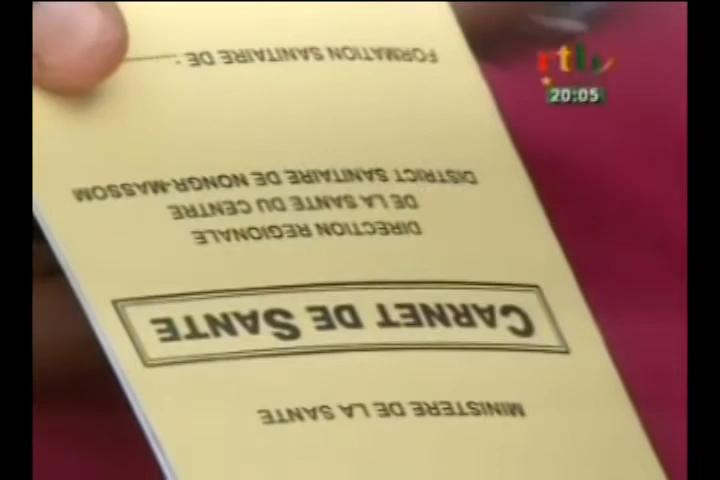 MINISTERE DE LA SANTE
CARNET DE SANTE
DIRECTION REGIONALE
DE LA SANTE DU CENTRE
DISTRICT SANITAIRE DE NONGR-MASSOM
FORMATION SANITAIRE DE :
rtb
20:05